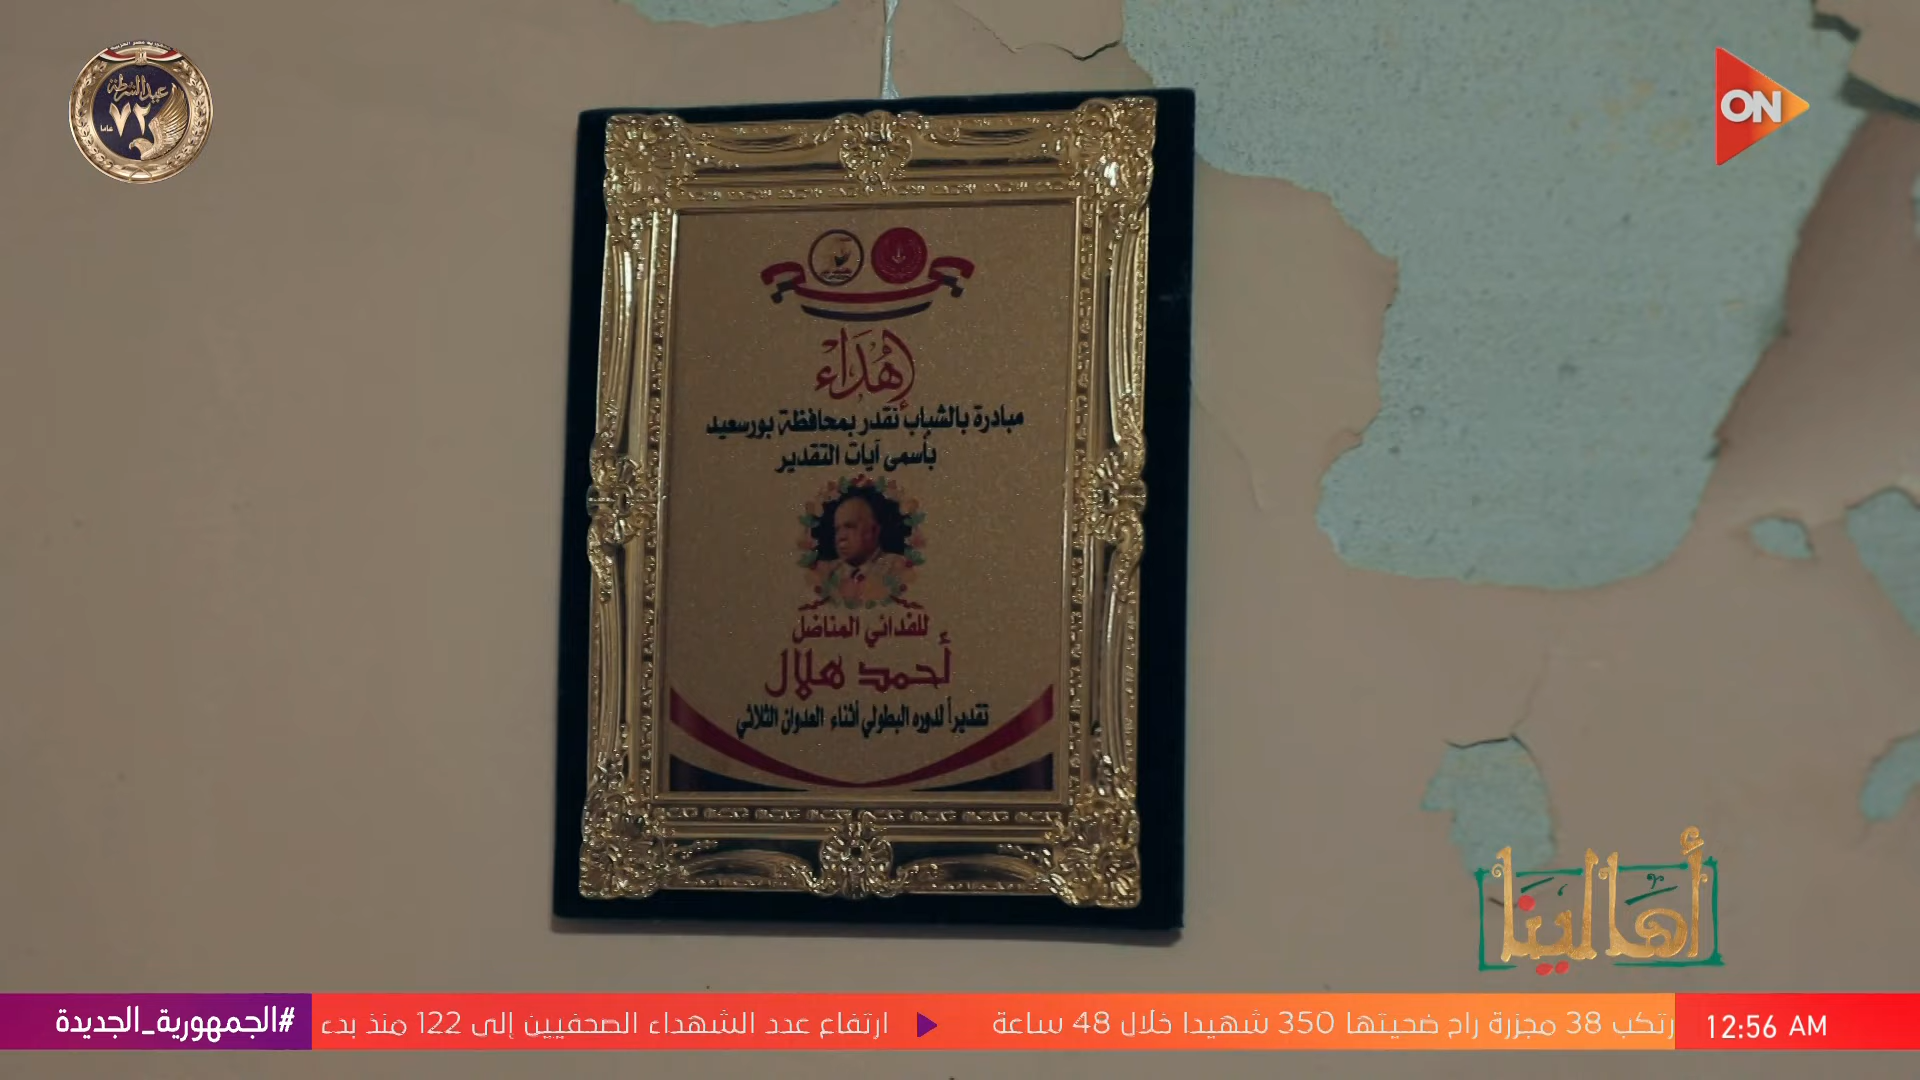 عيد الشرطة
٧٢
عاما
ON
إهداء
مبادرة بالشباب نقدر بمحافظة بورسعيد
بأسمى آيات التقدير
للفدائي المناضل
أحمد هلال
تقديراً لدوره البطولي أثناء العدوان الثلاثي
أهالينا
12:56 AM
رتكب 38 مجزرة راح ضحيتها 350 شهيدا خلال 48 ساعة
ارتفاع عدد الشهداء الصحفيين إلى 122 منذ بدء
#الجمهورية_الجديدة